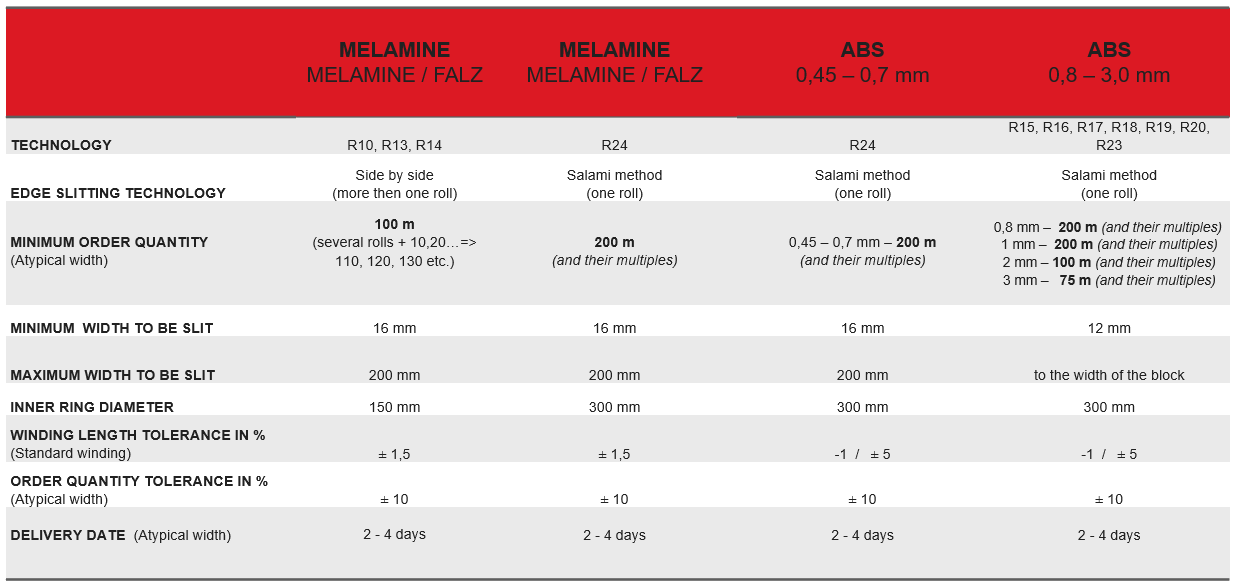 MELAMINE MELAMINE ABS ABS
MELAMINE / FALZ MELAMINE / FALZ 0,45 – 0,7 mm 0,8 – 3,0 mm
R15, R16, R17, R18, R19, R20,
TECHNOLOGY R10, R13, R14 R24 R24 R23
Side by side Salami method Salami method Salami method
EDGE SLITTING TECHNOLOGY (more then one roll) (one roll) (one roll) (one roll)
100 m 0,8 mm – 200 m (and their multiples)
MINIMUM ORDER QUANTITY (several rolls + 10,20…=> 200 m 0,45 – 0,7 mm – 200 m 1 mm – 200 m (and their multiples)
(Atypical width) 110, 120, 130 etc.) (and their multiples) (and their multiples) 2 mm – 100 m (and their multiples)
3 mm – 75 m (and their multiples)
MINIMUM WIDTH TO BE SLIT 16 mm 16 mm 16 mm 12 mm
MAXIMUM WIDTH TO BE SLIT 200 mm 200 mm 200 mm to the width of the block
INNER RING DIAMETER 150 mm 300 mm 300 mm 300 mm
WINDING LENGTH TOLERANCE IN %
(Standard winding) ± 1,5 ± 1,5 -1 / ± 5 -1 / ± 5
ORDER QUANTITY TOLERANCE IN %
(Atypical width) ± 10 ± 10 ± 10 ± 10
DELIVERY DATE (Atypical width) 2 - 4 days 2 - 4 days 2 - 4 days 2 - 4 days